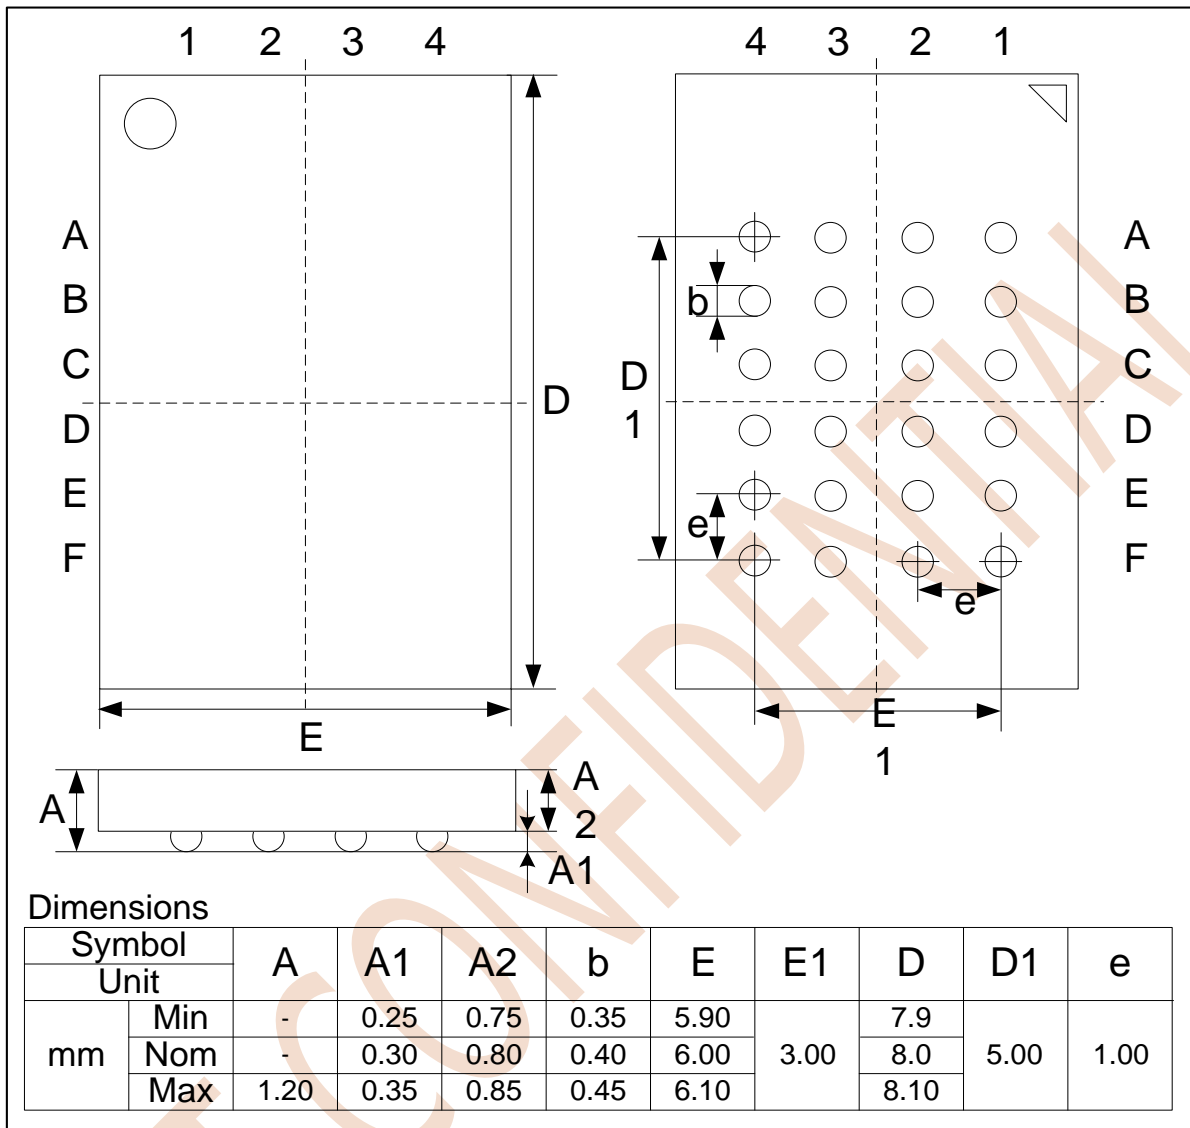 1 2 3 4
4 3 2 1
A
B
C
D
E
F
D
E
A
B
C
D
E
F
b
D
1
e
e
E
1
A
A
2
A1
Dimensions
Symbol A A1 A2 b E E1 D D1 e
Unit
mm
Min - 0.25 0.75 0.35 5.90 7.9
Nom - 0.30 0.80 0.40 6.00 3.00 8.0 5.00 1.00
Max 1.20 0.35 0.85 0.45 6.10 8.10
CONFIDENTIAL